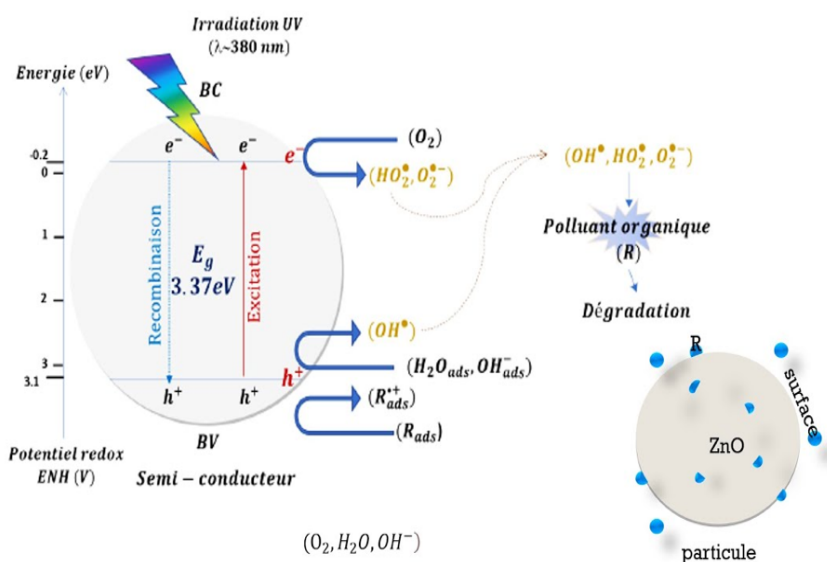 Irradiation UV
(λ~380 nm)
Energie (eV)
BC
e⁻ e⁻ e⁻
(O₂)
-0.2
0
(HO₂•, O₂•⁻)
(OH•, HO₂•, O₂•⁻)
Polluant organique
(R)
Dégradation
1
2
3
3.1
Recombinaison
E_g
3.37eV
Excitation
(OH•)
(H₂O_ads, OH⁻_ads)
h⁺ h⁺ h⁺
(R•⁺_ads)
(R_ads)
BV
Potentiel redox
ENH (V)
Semi – conducteur
R
surface
ZnO
particule
(O₂, H₂O, OH⁻)